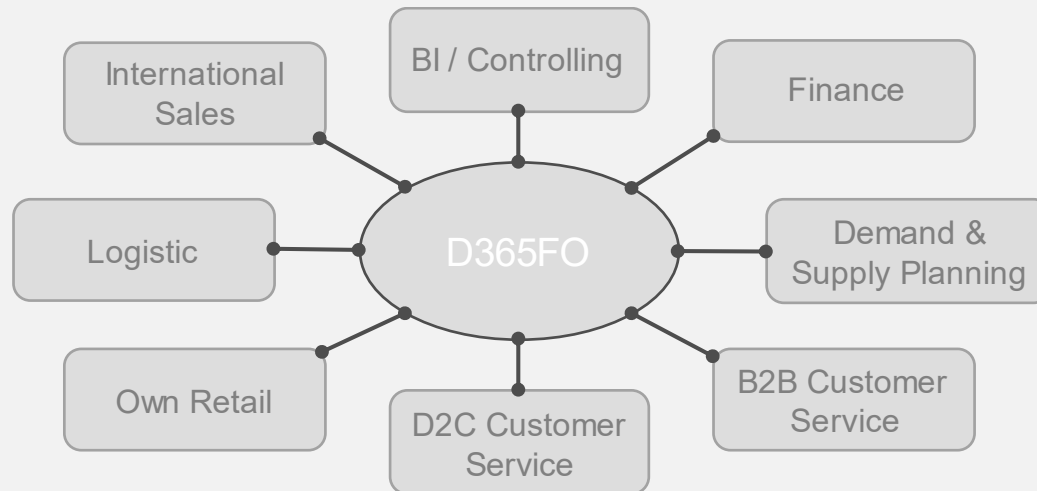 BI / Controlling
International
Sales
Finance
Logistic
D365FO
Demand &
Supply Planning
Own Retail
D2C Customer
Service
B2B Customer
Service